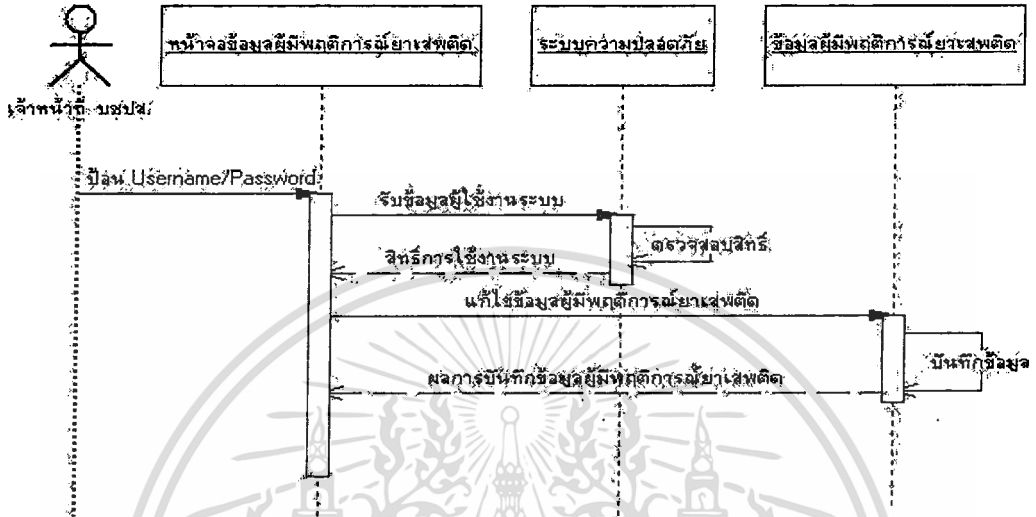 หน้าจอข้อมูลผู้มีพฤติการณ์ยาเสพติด
ระบบความปลอดภัย
ข้อมูลผู้มีพฤติการณ์ยาเสพติด
เจ้าหน้าที่ บชปส.
ป้อน Username/Password
รับข้อมูลผู้ใช้งานระบบ
ตรวจสอบสิทธิ์
สิทธิ์การใช้งานระบบ
แก้ไขข้อมูลผู้มีพฤติการณ์ยาเสพติด
บันทึกข้อมูล
ผลการบันทึกข้อมูลผู้มีพฤติการณ์ยาเสพติด